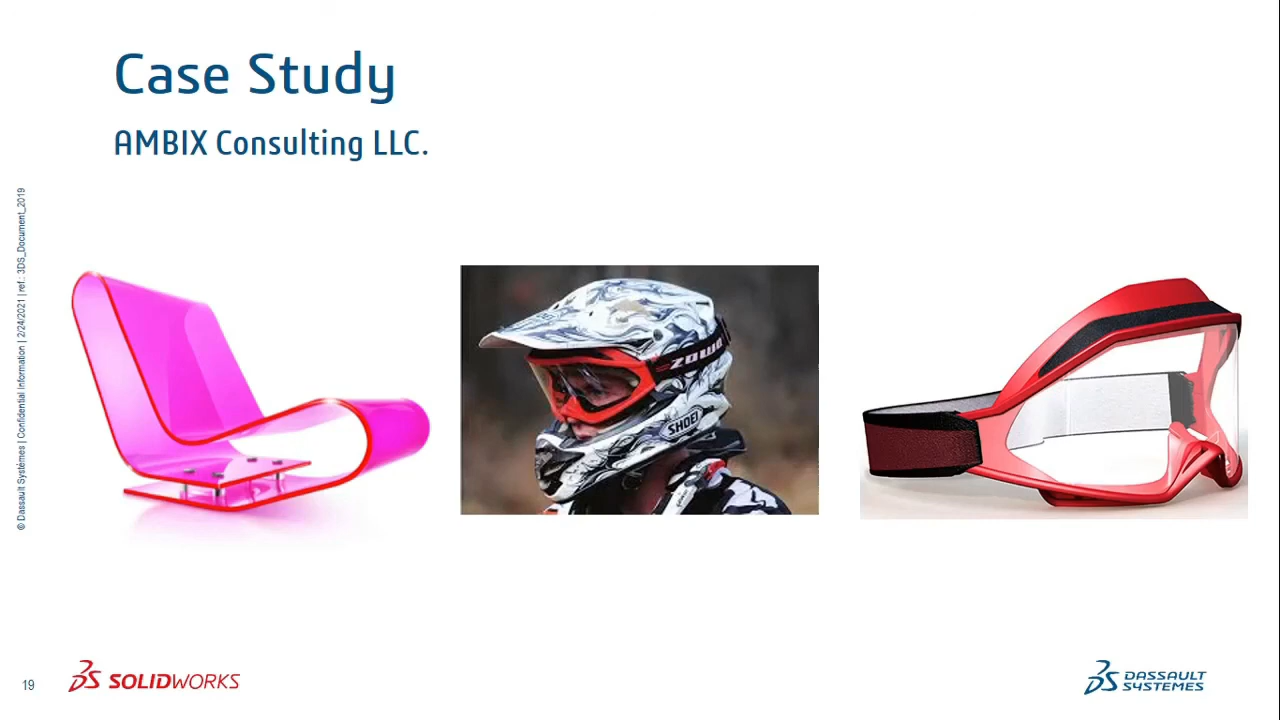 Case Study
AMBIX Consulting LLC.
© Dassault Systèmes | Confidential Information | 2/24/2021 | ref.: 3DS_Document_2019
ZOWE
SHOEI
19
SOLIDWORKS
DASSAULT
SYSTEMES